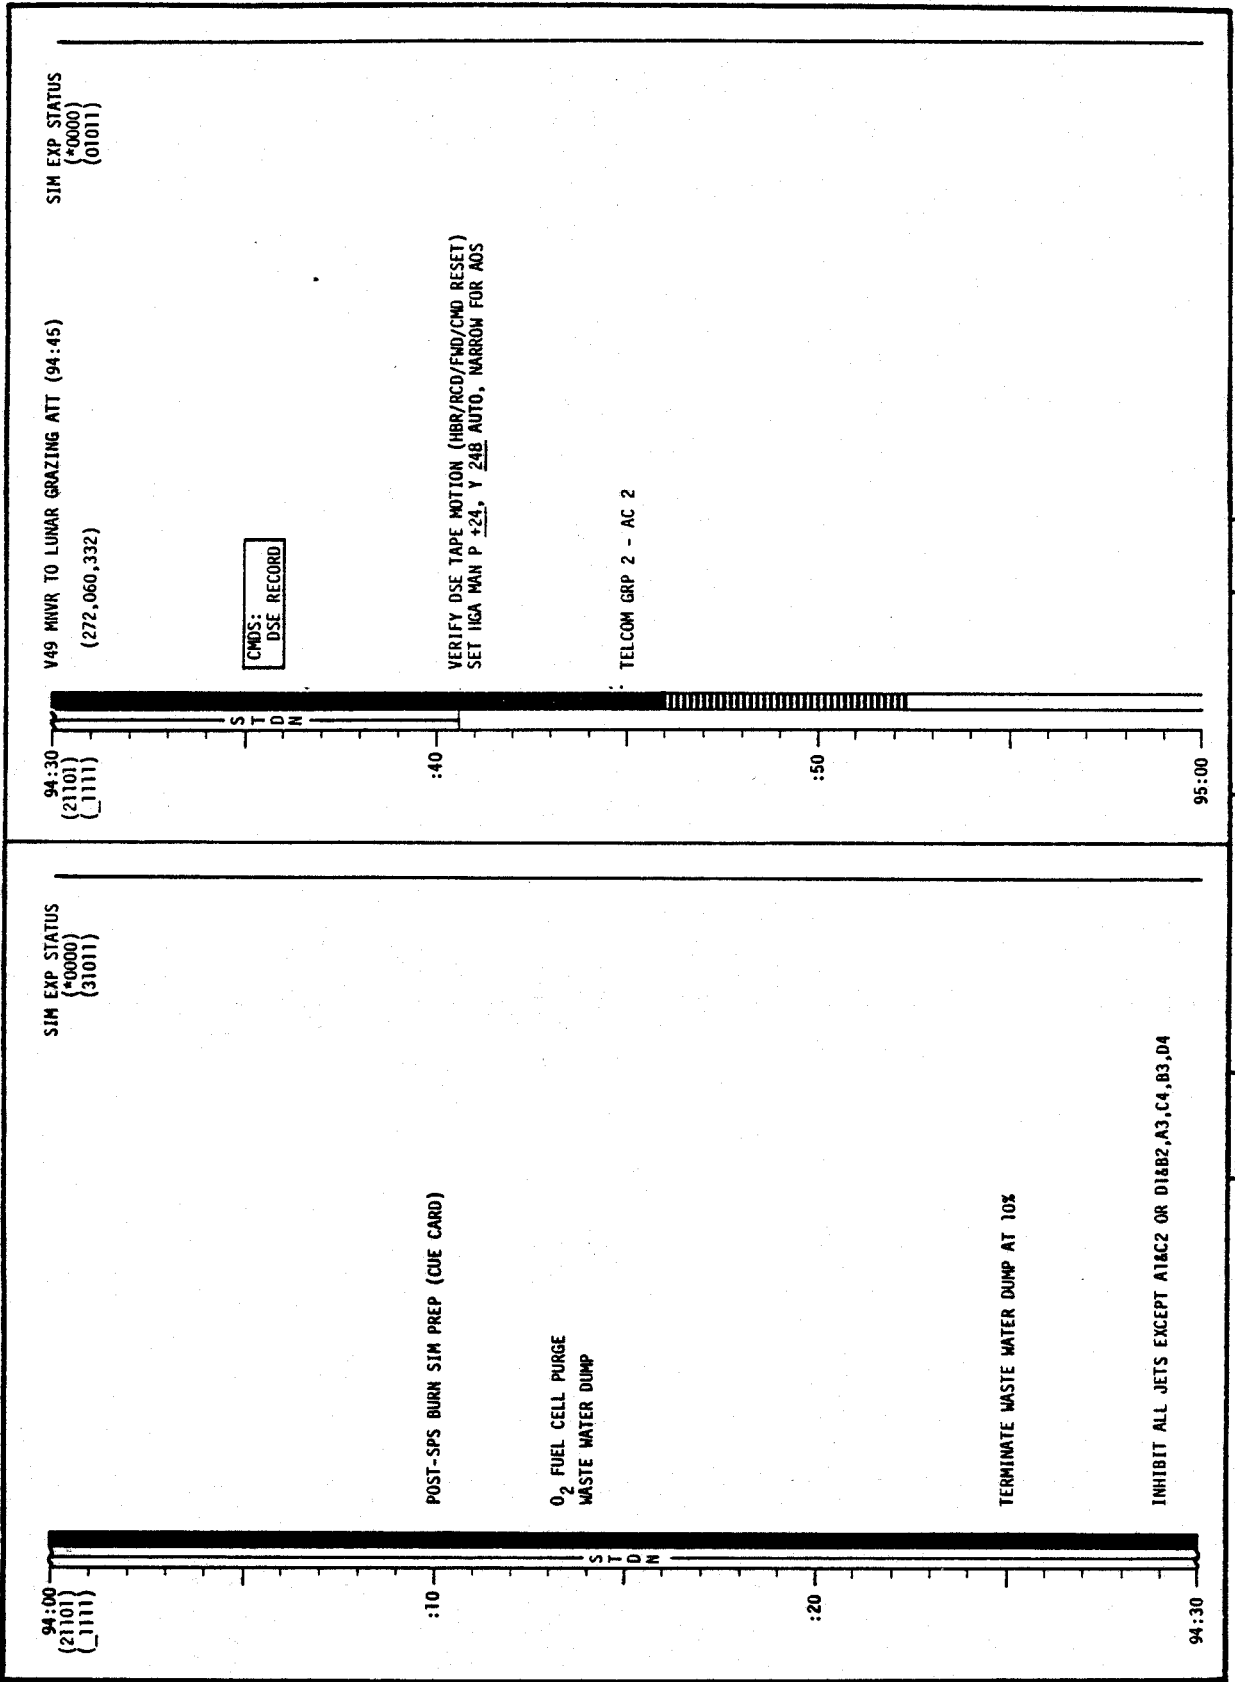 94:00
(21101)
(_1111)
SIM EXP STATUS
(*0000)
(31011)
:10
POST-SPS BURN SIM PREP (CUE CARD)
O2 FUEL CELL PURGE
WASTE WATER DUMP
STDN
:20
TERMINATE WASTE WATER DUMP AT 10%
INHIBIT ALL JETS EXCEPT A1&C2 OR D1&B2,A3,C4,B3,D4
94:30
94:30
(21101)
(_1111)
V49 MNVR TO LUNAR GRAZING ATT (94:45)
(272,060,332)
SIM EXP STATUS
(*0000)
(01011)
STDN
CMDS:
DSE RECORD
:40
VERIFY DSE TAPE MOTION (HBR/RCD/FWD/CMD RESET)
SET HGA MAN P +24, Y 248 AUTO, NARROW FOR AOS
TELCOM GRP 2 - AC 2
:50
95:00